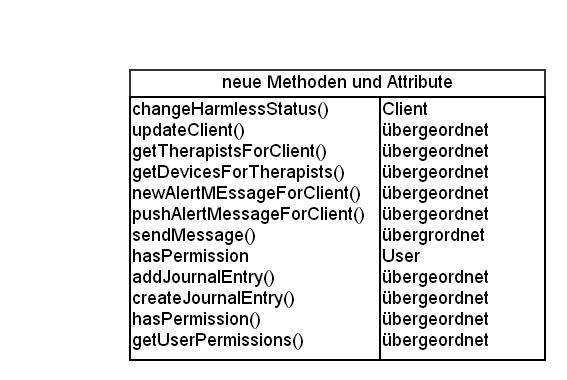 neue Methoden und Attribute
changeHarmlessStatus() Client
updateClient() übergeordnet
getTherapistsForClient() übergeordnet
getDevicesForTherapists() übergeordnet
newAlertMEssageForClient() übergeordnet
pushAlertMessageForClient() übergeordnet
sendMessage() übergrordnet
hasPermission User
addJournalEntry() übergeordnet
createJournalEntry() übergeordnet
hasPermission() übergeordnet
getUserPermissions() übergeordnet